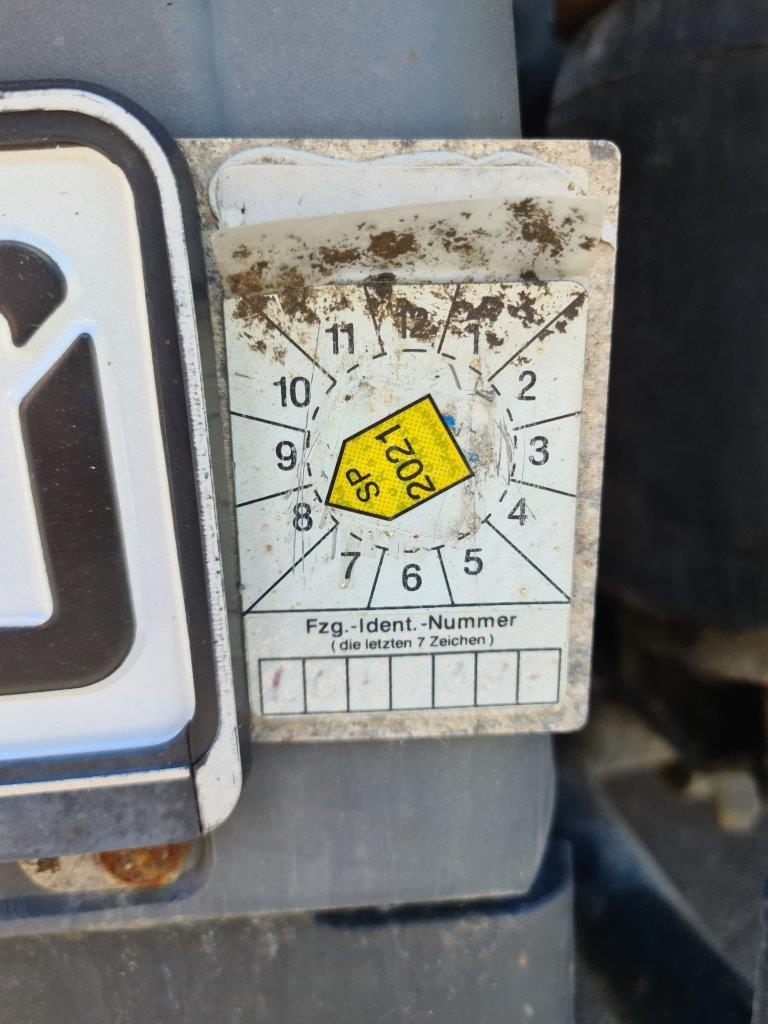 11 12 1
10 2
9 3
8 4
7 6 5
SP
2021
Fzg.-Ident.-Nummer
( die letzten 7 Zeichen )